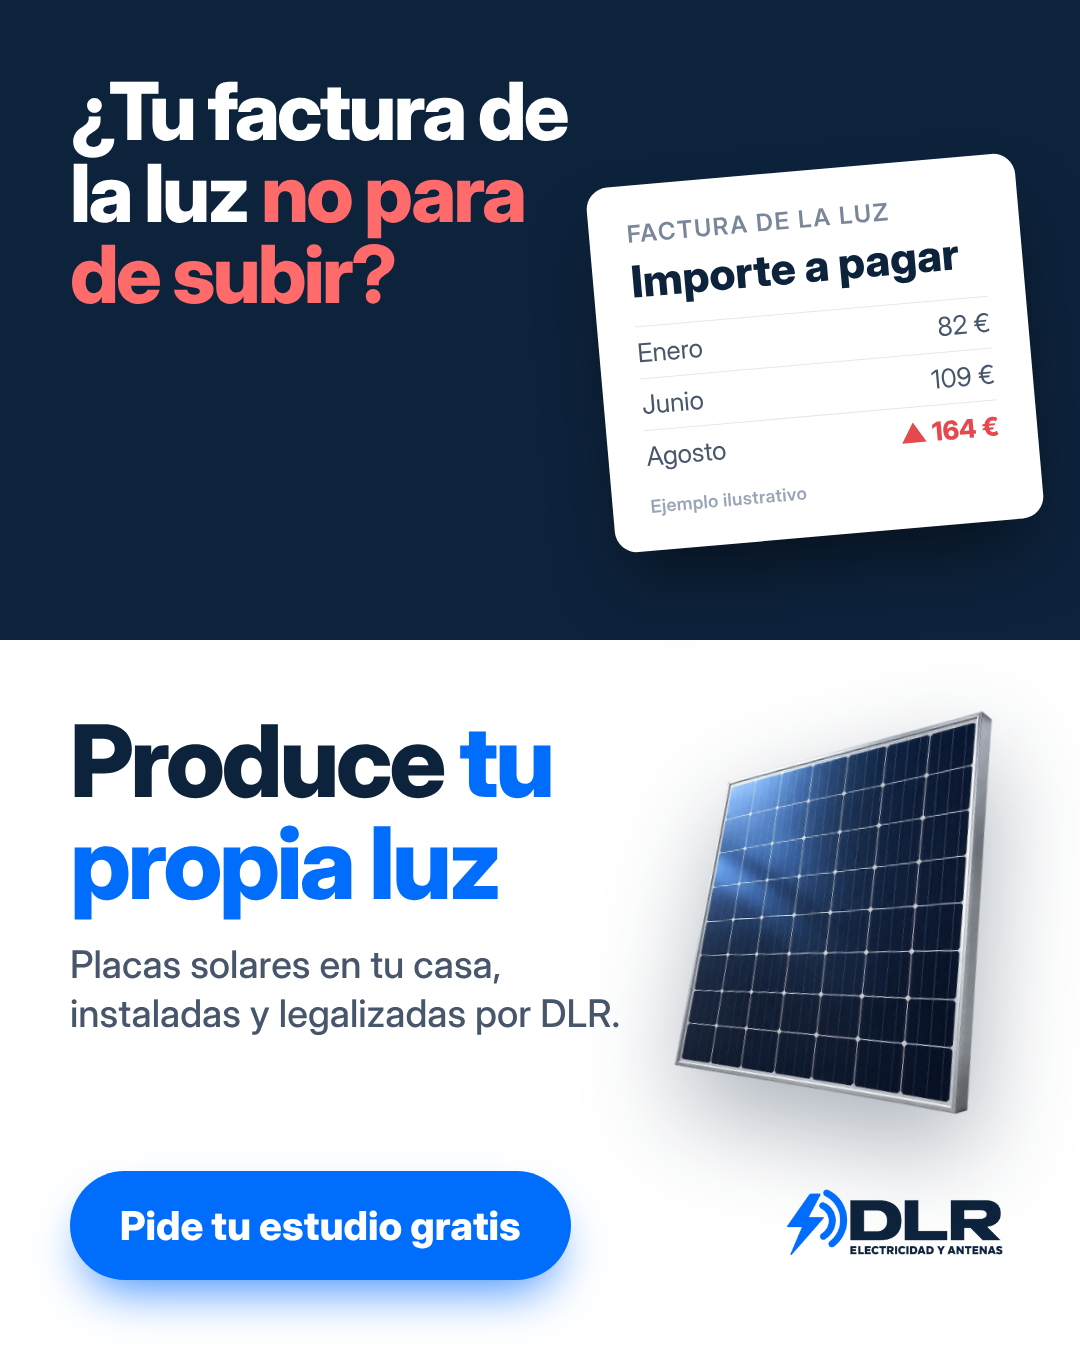 ¿Tu factura de
la luz no para
de subir?
FACTURA DE LA LUZ
Importe a pagar
Enero 82 €
Junio 109 €
Agosto ▲ 164 €
Ejemplo ilustrativo
Produce tu
propia luz
Placas solares en tu casa,
instaladas y legalizadas por DLR.
Pide tu estudio gratis
DLR
ELECTRICIDAD Y ANTENAS